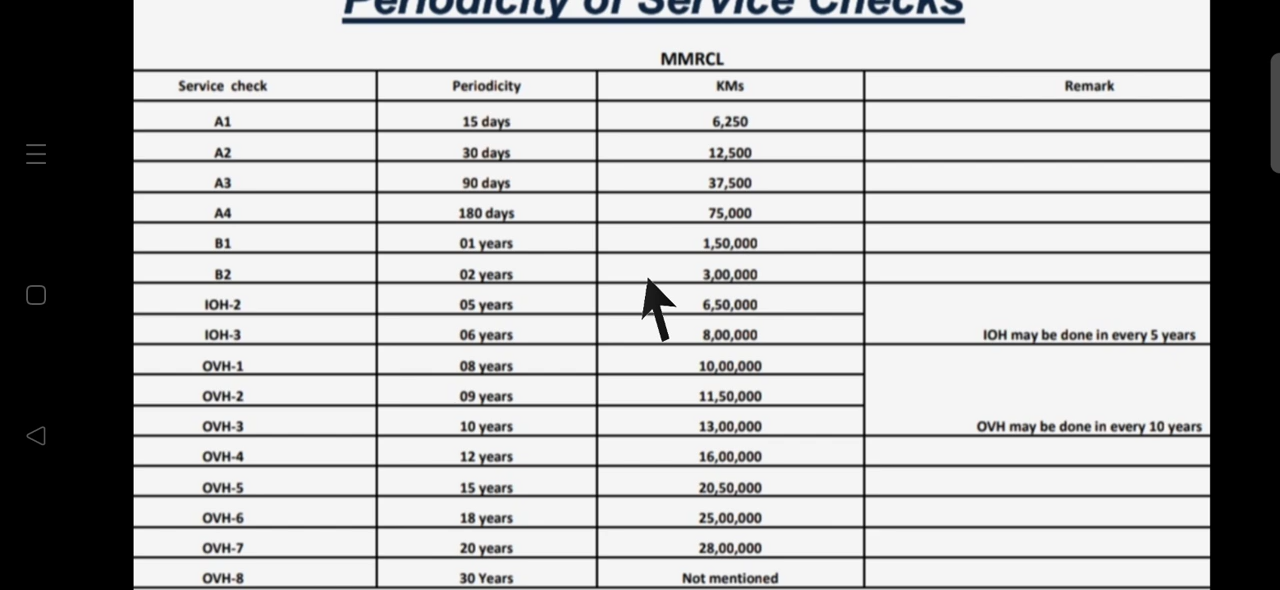 Periodicity of Service Checks
MMRCL
Service check Periodicity KMs Remark
A1 15 days 6,250
A2 30 days 12,500
A3 90 days 37,500
A4 180 days 75,000
B1 01 years 1,50,000
B2 02 years 3,00,000
IOH-2 05 years 6,50,000
IOH-3 06 years 8,00,000 IOH may be done in every 5 years
OVH-1 08 years 10,00,000
OVH-2 09 years 11,50,000
OVH-3 10 years 13,00,000 OVH may be done in every 10 years
OVH-4 12 years 16,00,000
OVH-5 15 years 20,50,000
OVH-6 18 years 25,00,000
OVH-7 20 years 28,00,000
OVH-8 30 Years Not mentioned